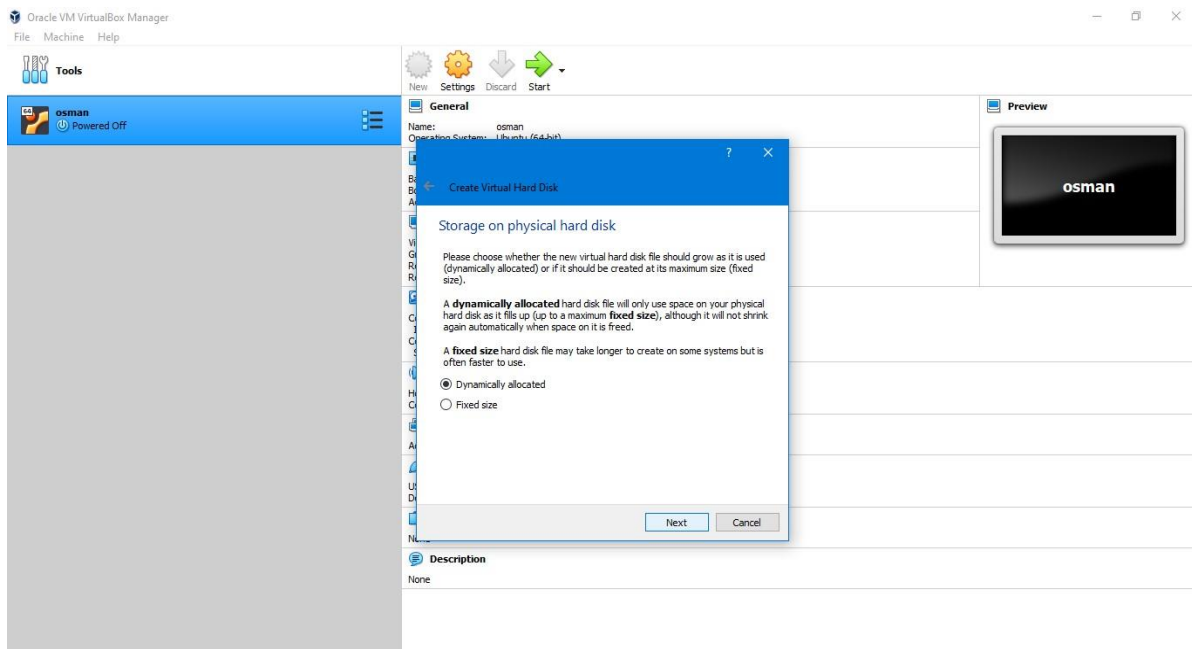 Oracle VM VirtualBox Manager
File Machine Help
Tools
New Settings Discard Start
64
osman
Powered Off
General
Name: osman
Operating System: Ubuntu (64-bit)
Preview
osman
Create Virtual Hard Disk
Storage on physical hard disk
Please choose whether the new virtual hard disk file should grow as it is used
(dynamically allocated) or if it should be created at its maximum size (fixed
size).
A dynamically allocated hard disk file will only use space on your physical
hard disk as it fills up (up to a maximum fixed size), although it will not shrink
again automatically when space on it is freed.
A fixed size hard disk file may take longer to create on some systems but is
often faster to use.
Dynamically allocated
Fixed size
Next Cancel
Description
None